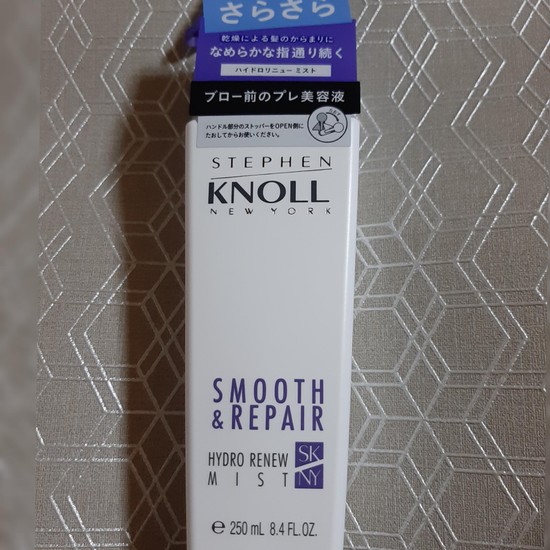 さらさら
乾燥による髪のからまりに
なめらかな指通り続く
ハイドロリニュー ミスト
ブロー前のプレ美容液
ハンドル部分のストッパーをOPEN側に
たおしてからお使いください。
STEPHEN
KNOLL
NEW YORK
SMOOTH
& REPAIR
HYDRO RENEW
MIST
SK
NY
℮ 250 mL 8.4 FL.OZ.